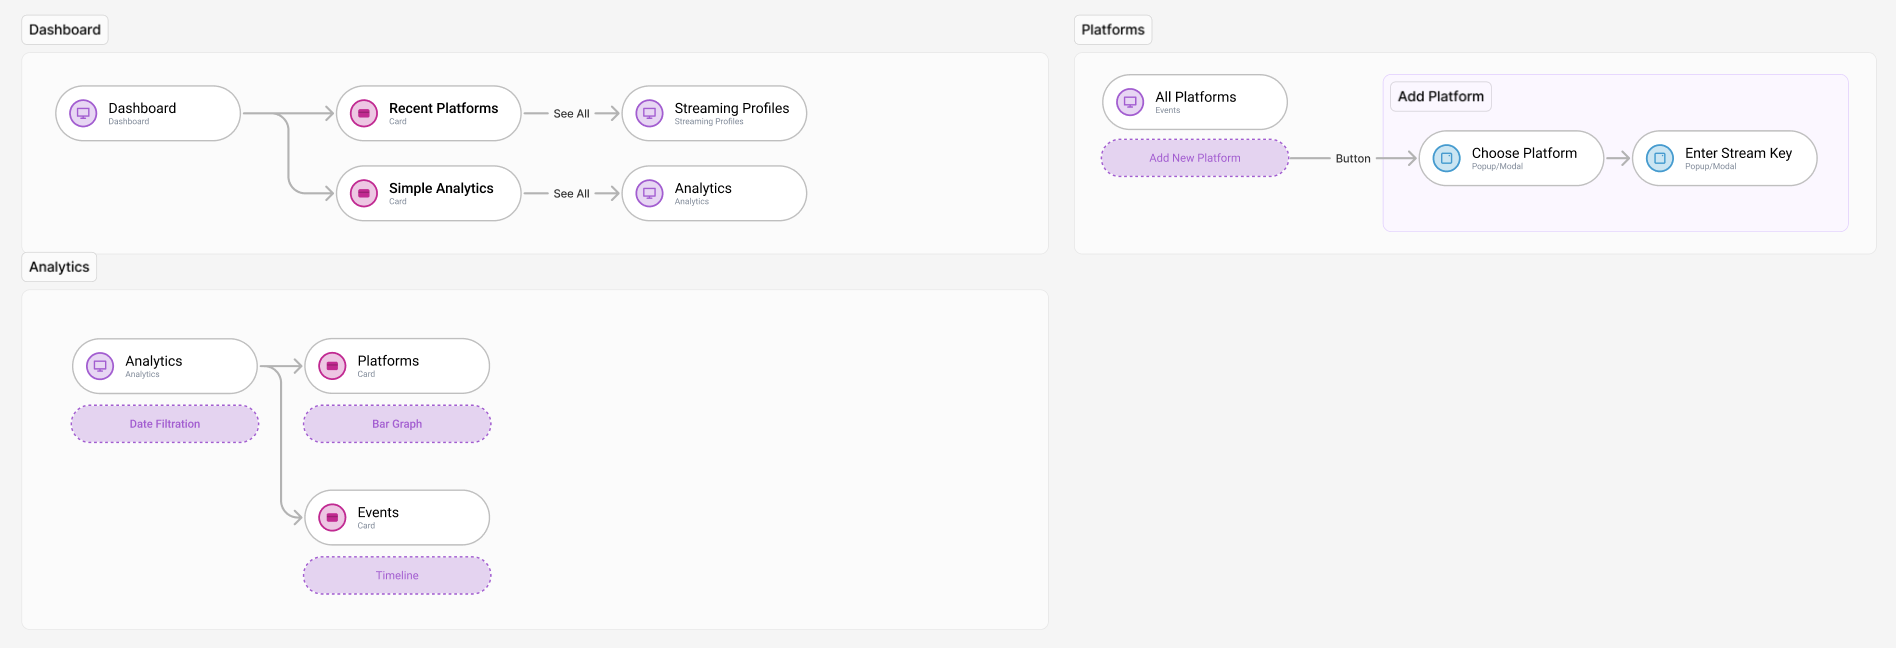 Dashboard
Dashboard
Dashboard
Recent Platforms
Card
See All
Streaming Profiles
Streaming Profiles
Simple Analytics
Card
See All
Analytics
Analytics
Platforms
All Platforms
Events
Add New Platform
Button
Add Platform
Choose Platform
Popup/Modal
Enter Stream Key
Popup/Modal
Analytics
Analytics
Analytics
Date Filtration
Platforms
Card
Bar Graph
Events
Card
Timeline